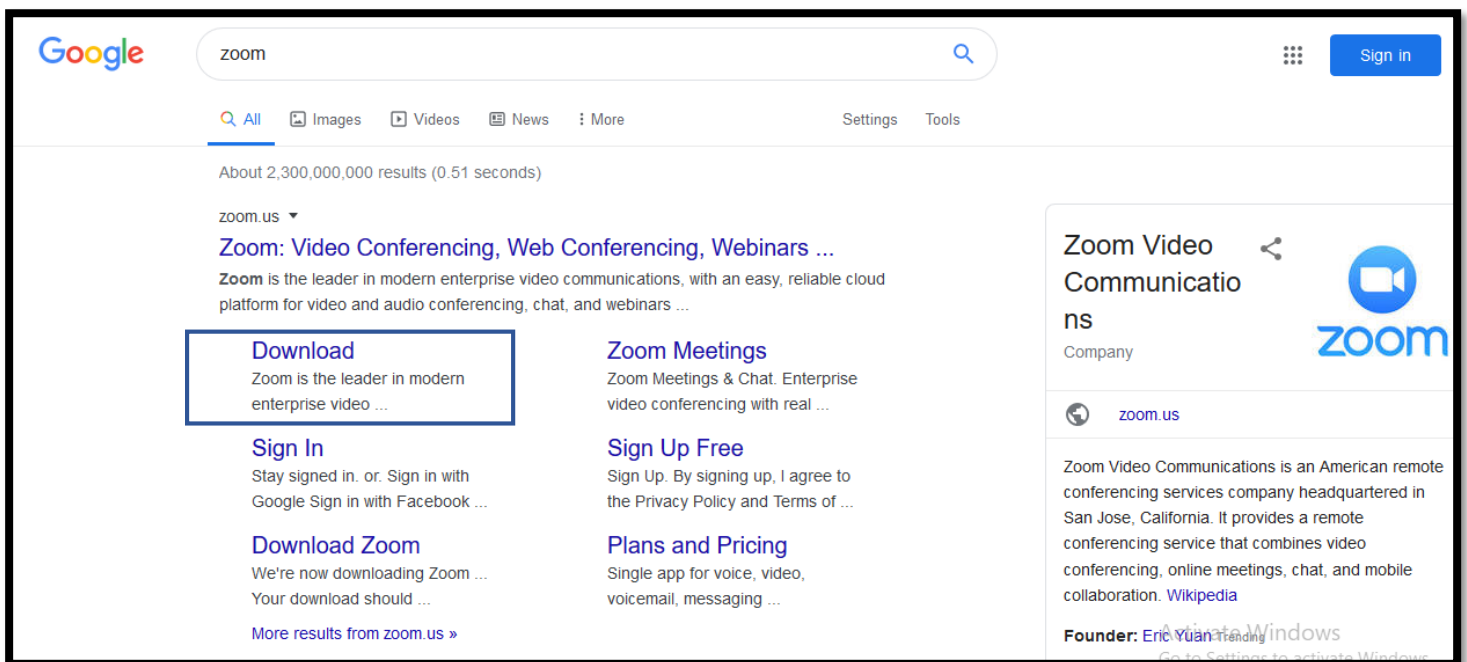 Google
zoom
Sign in
All Images Videos News More
Settings Tools
About 2,300,000,000 results (0.51 seconds)
zoom.us
Zoom: Video Conferencing, Web Conferencing, Webinars ...
Zoom is the leader in modern enterprise video communications, with an easy, reliable cloud
platform for video and audio conferencing, chat, and webinars ...
Download
Zoom is the leader in modern
enterprise video ...
Zoom Meetings
Zoom Meetings & Chat. Enterprise
video conferencing with real ...
Sign In
Stay signed in. or. Sign in with
Google Sign in with Facebook ...
Sign Up Free
Sign Up. By signing up, I agree to
the Privacy Policy and Terms of ...
Download Zoom
We're now downloading Zoom ...
Your download should ...
Plans and Pricing
Single app for voice, video,
voicemail, messaging ...
More results from zoom.us »
Zoom Video
Communicatio
ns
Company
zoom
zoom.us
Zoom Video Communications is an American remote
conferencing services company headquartered in
San Jose, California. It provides a remote
conferencing service that combines video
conferencing, online meetings, chat, and mobile
collaboration. Wikipedia
Founder: Eric Yuan Trending
Activate Windows
Go to Settings to activate Windows